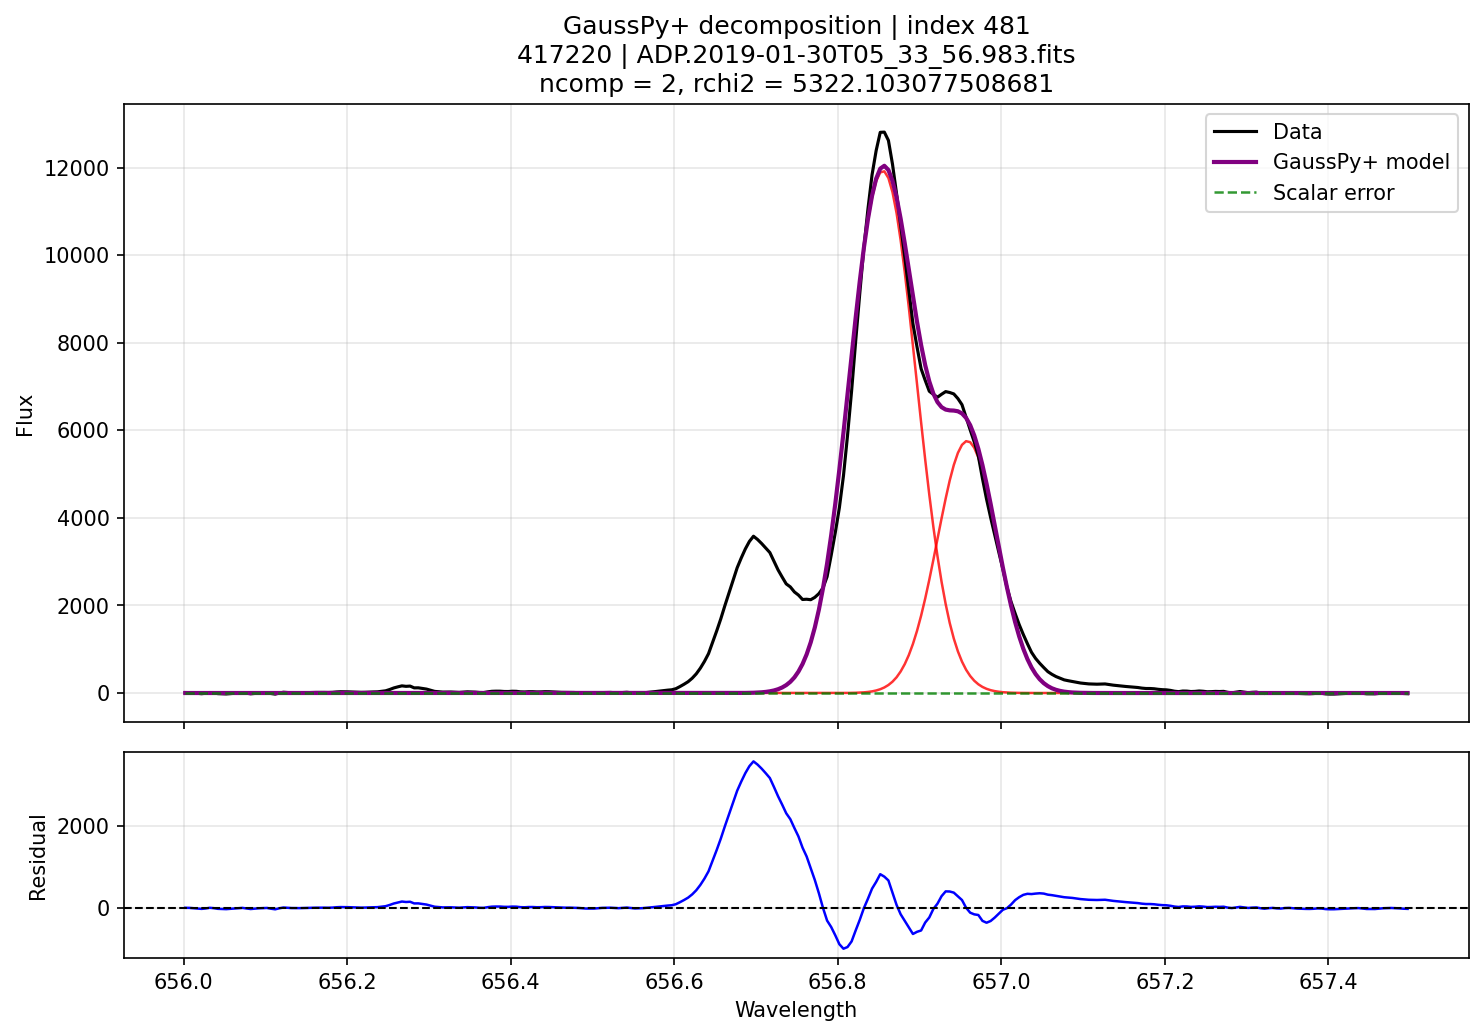 GaussPy+ decomposition | index 481
417220 | ADP.2019-01-30T05_33_56.983.fits
ncomp = 2, rchi2 = 5322.103077508681
Data
GaussPy+ model
Scalar error
12000
10000
8000
6000
4000
2000
0
Flux
2000
0
Residual
656.0 656.2 656.4 656.6 656.8 657.0 657.2 657.4
Wavelength